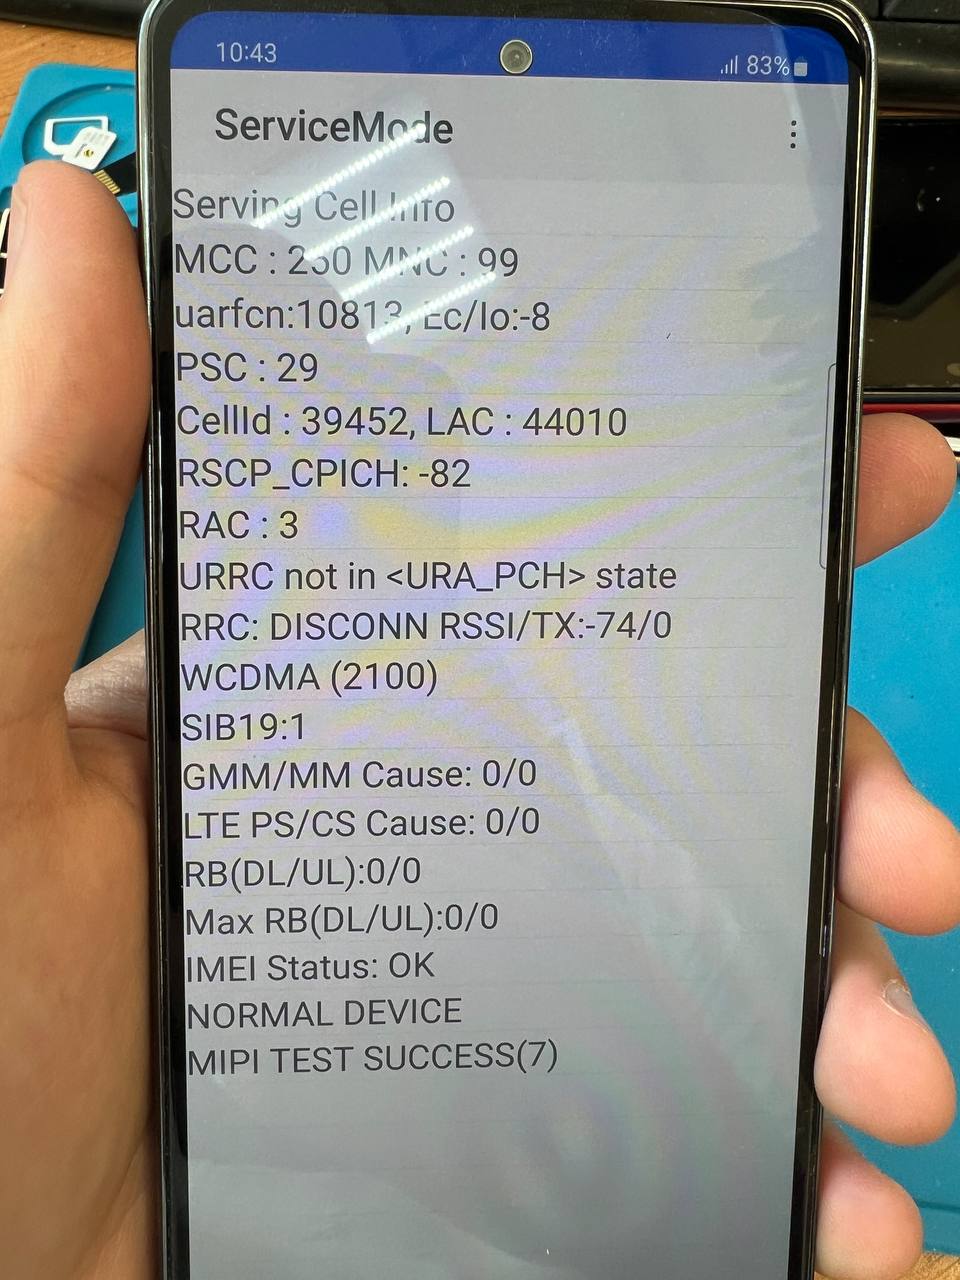 10:43
83%
ServiceMode
Serving Cell Info
MCC : 250 MNC : 99
uarfcn:10813, Ec/Io:-8
PSC : 29
CellId : 39452, LAC : 44010
RSCP_CPICH: -82
RAC : 3
URRC not in <URA_PCH> state
RRC: DISCONN RSSI/TX:-74/0
WCDMA (2100)
SIB19:1
GMM/MM Cause: 0/0
LTE PS/CS Cause: 0/0
RB(DL/UL):0/0
Max RB(DL/UL):0/0
IMEI Status: OK
NORMAL DEVICE
MIPI TEST SUCCESS(7)